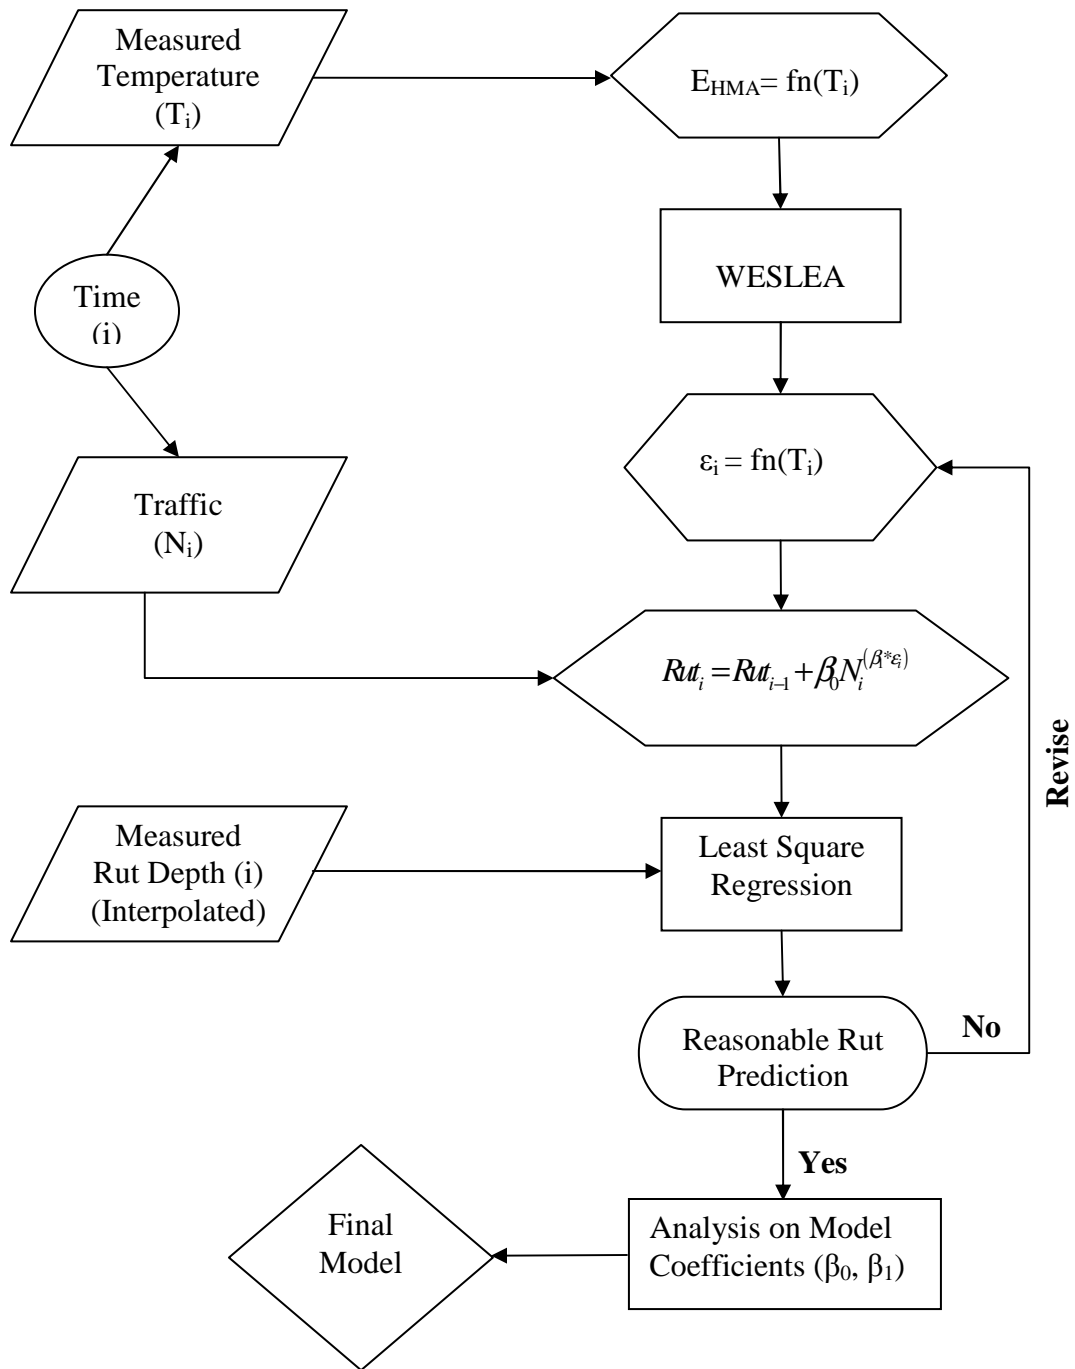 Measured
Temperature
(Tᵢ)
E_HMA= fn(Tᵢ)
WESLEA
Time
(i)
εᵢ = fn(Tᵢ)
Traffic
(Nᵢ)
Rutᵢ = Rutᵢ₋₁ + β₀Nᵢ^(β₁*εᵢ)
Revise
Measured
Rut Depth (i)
(Interpolated)
Least Square
Regression
Reasonable Rut
Prediction
No
Yes
Analysis on Model
Coefficients (β₀, β₁)
Final
Model